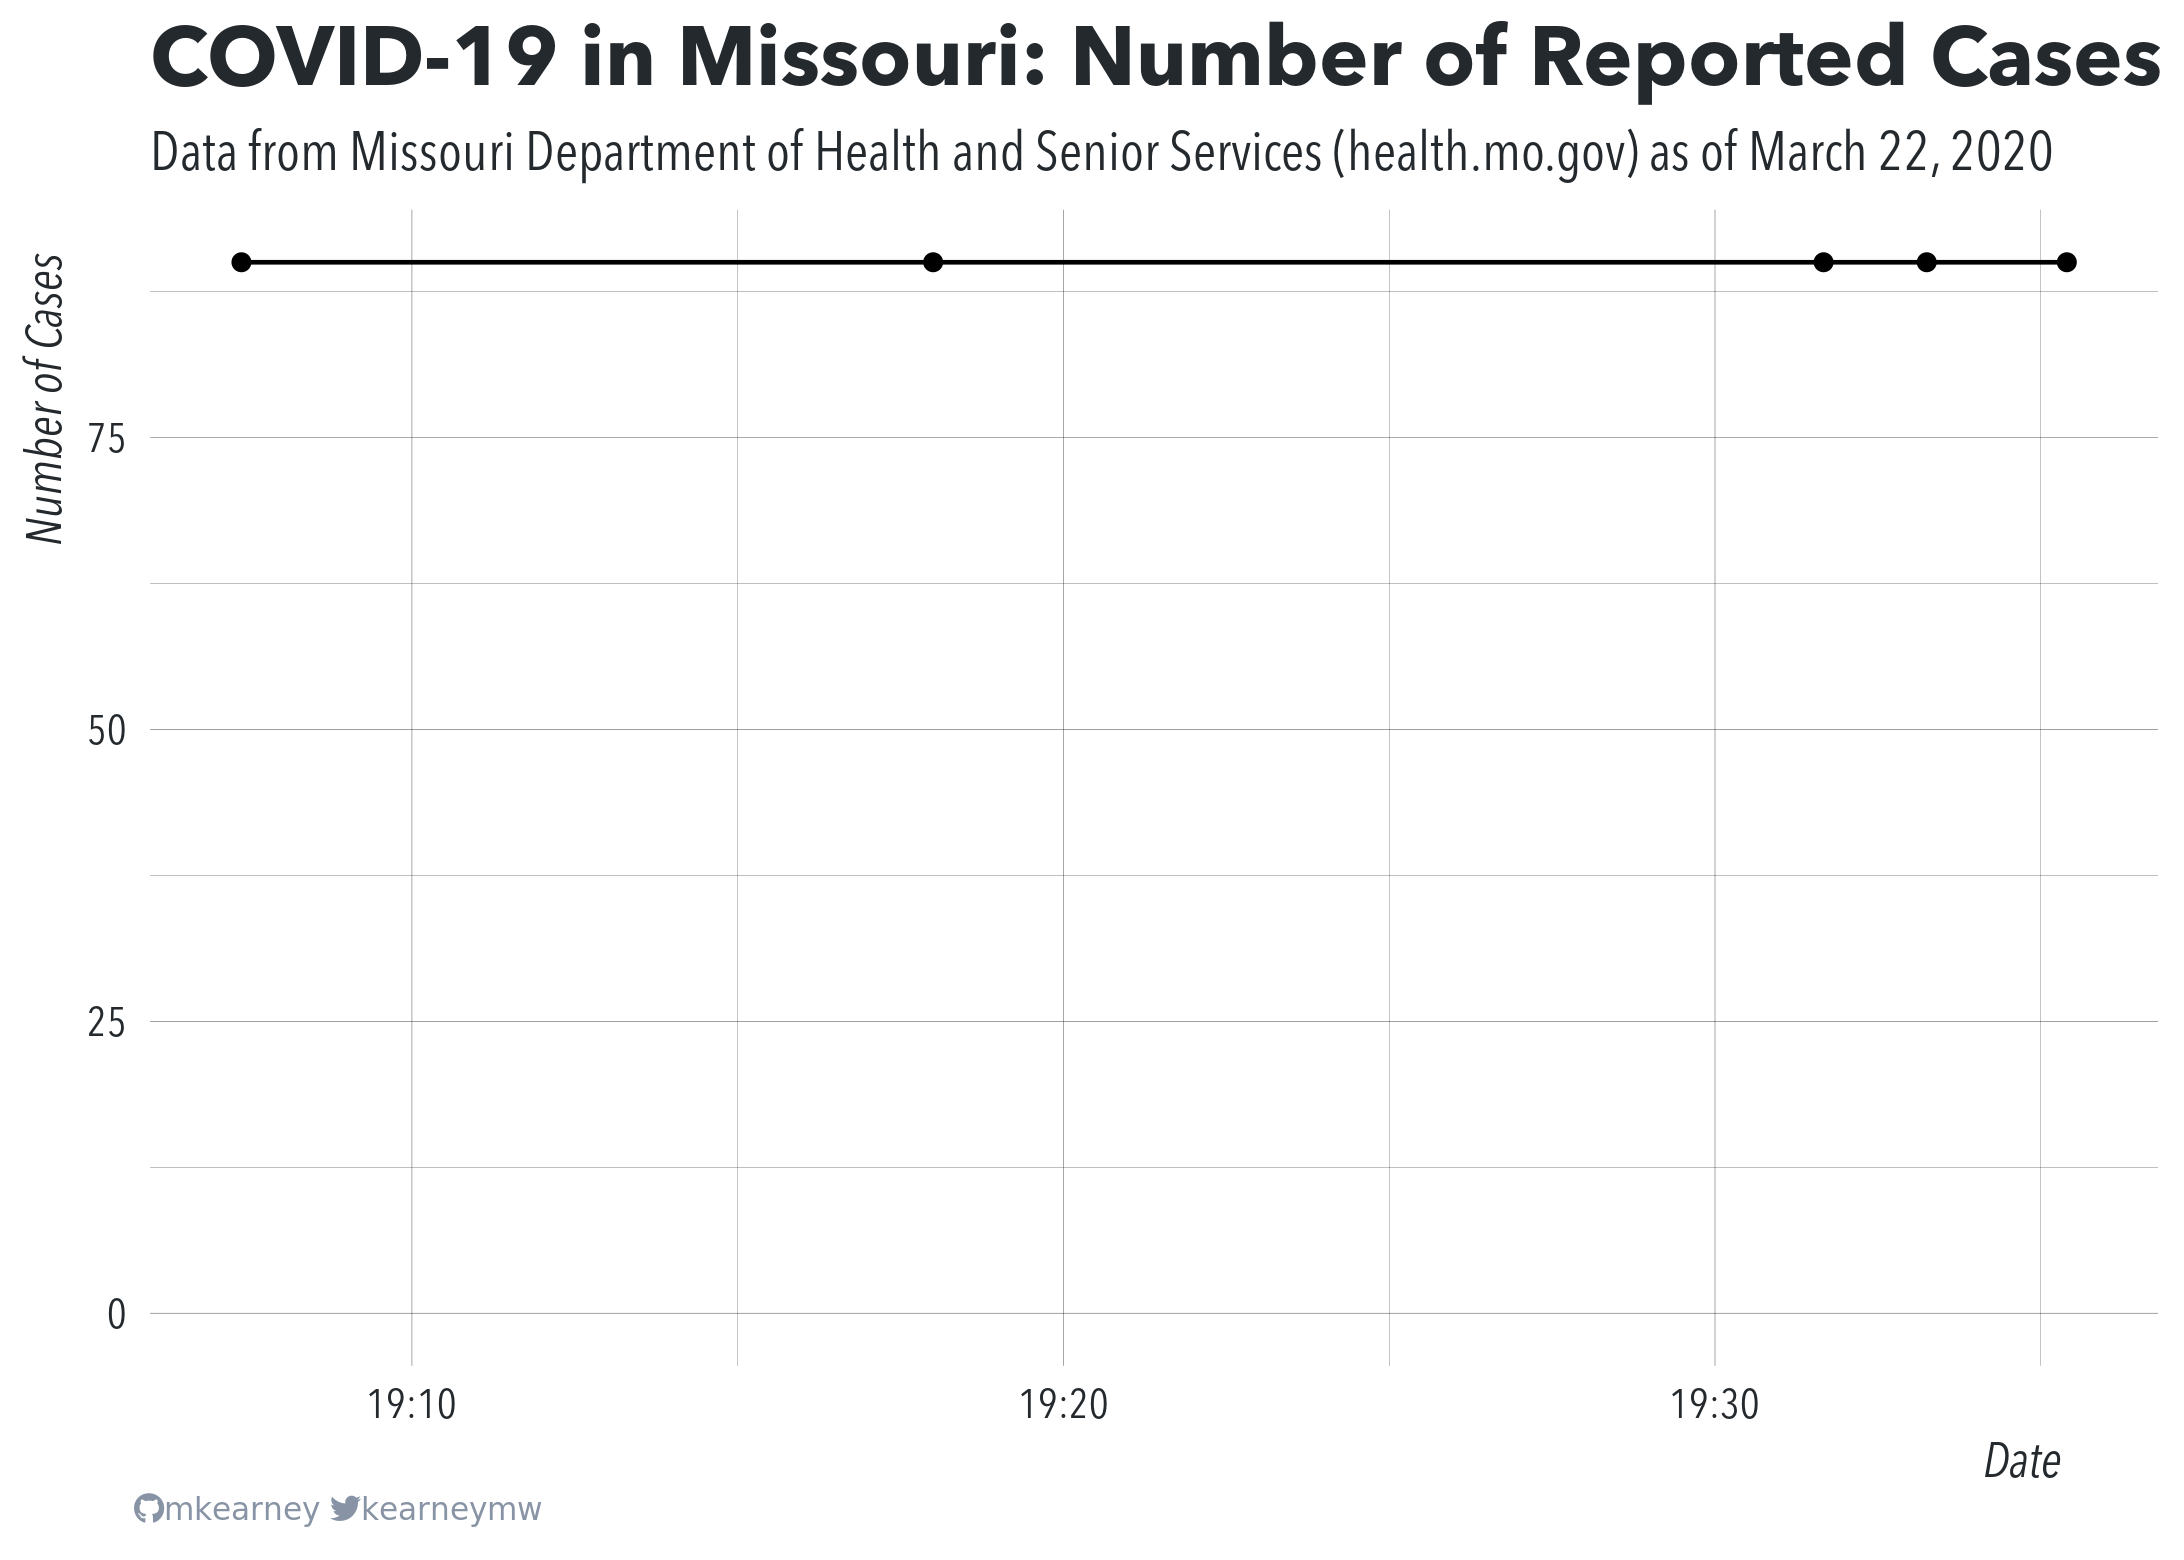 COVID-19 in Missouri: Number of Reported Cases
Data from Missouri Department of Health and Senior Services (health.mo.gov) as of March 22, 2020
Number of Cases
75
50
25
0
19:10
19:20
19:30
Date
mkearney kearneymw